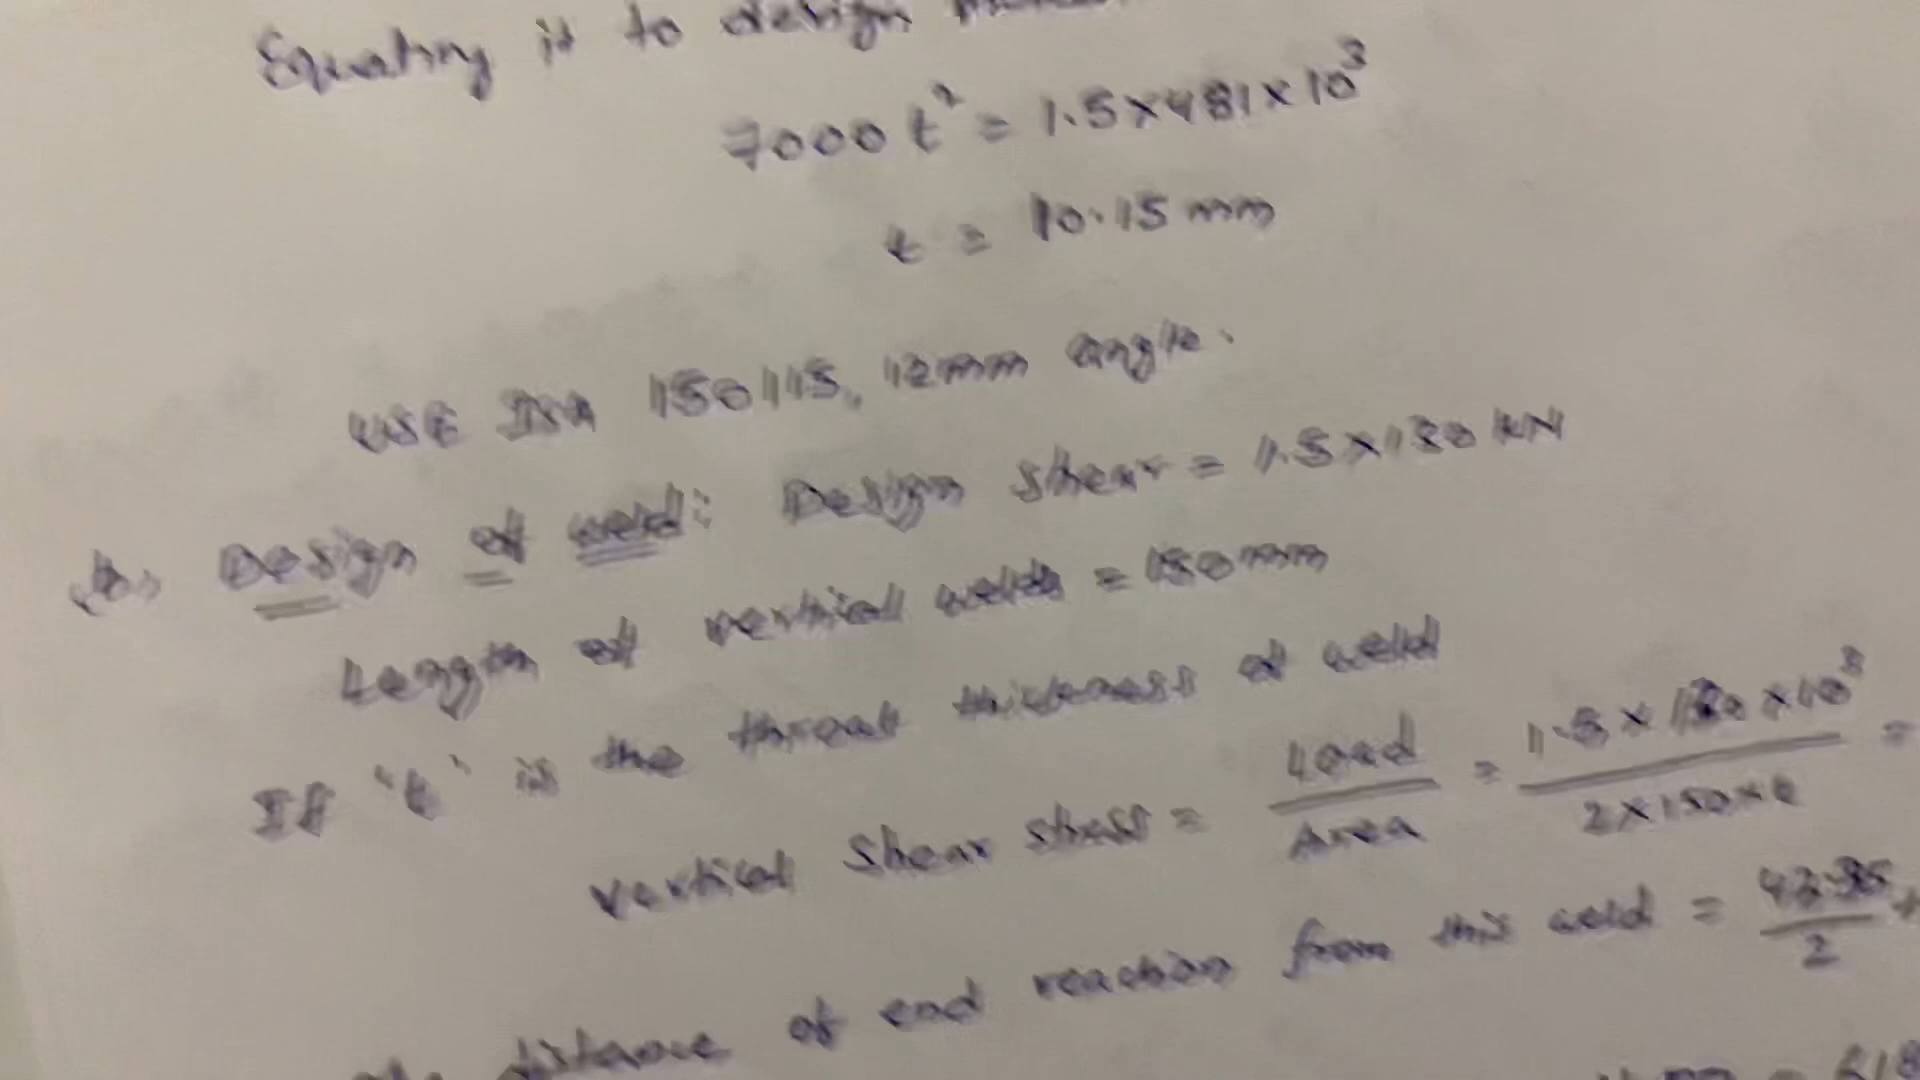 Equating it to design
7000 t² = 1.5×481×10³
t = 10.15 mm
USE ISA 150115, 12mm angle.
b, Design of weld: Design shear = 1.5×130 kN
Length of vertical welds = 150mm
If 't' is the throat thickness of weld
Vertical shear stress = Load/Area = 1.5 × 130 ×10³/2×150×t =
distance of end reaction from this weld = /2 +